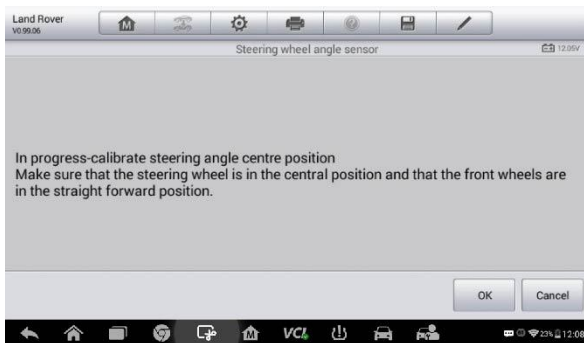 Land Rover
V0.99.06
Steering wheel angle sensor
12.05V
In progress-calibrate steering angle centre position
Make sure that the steering wheel is in the central position and that the front wheels are
in the straight forward position.
OK Cancel
VCI 23% 12:08